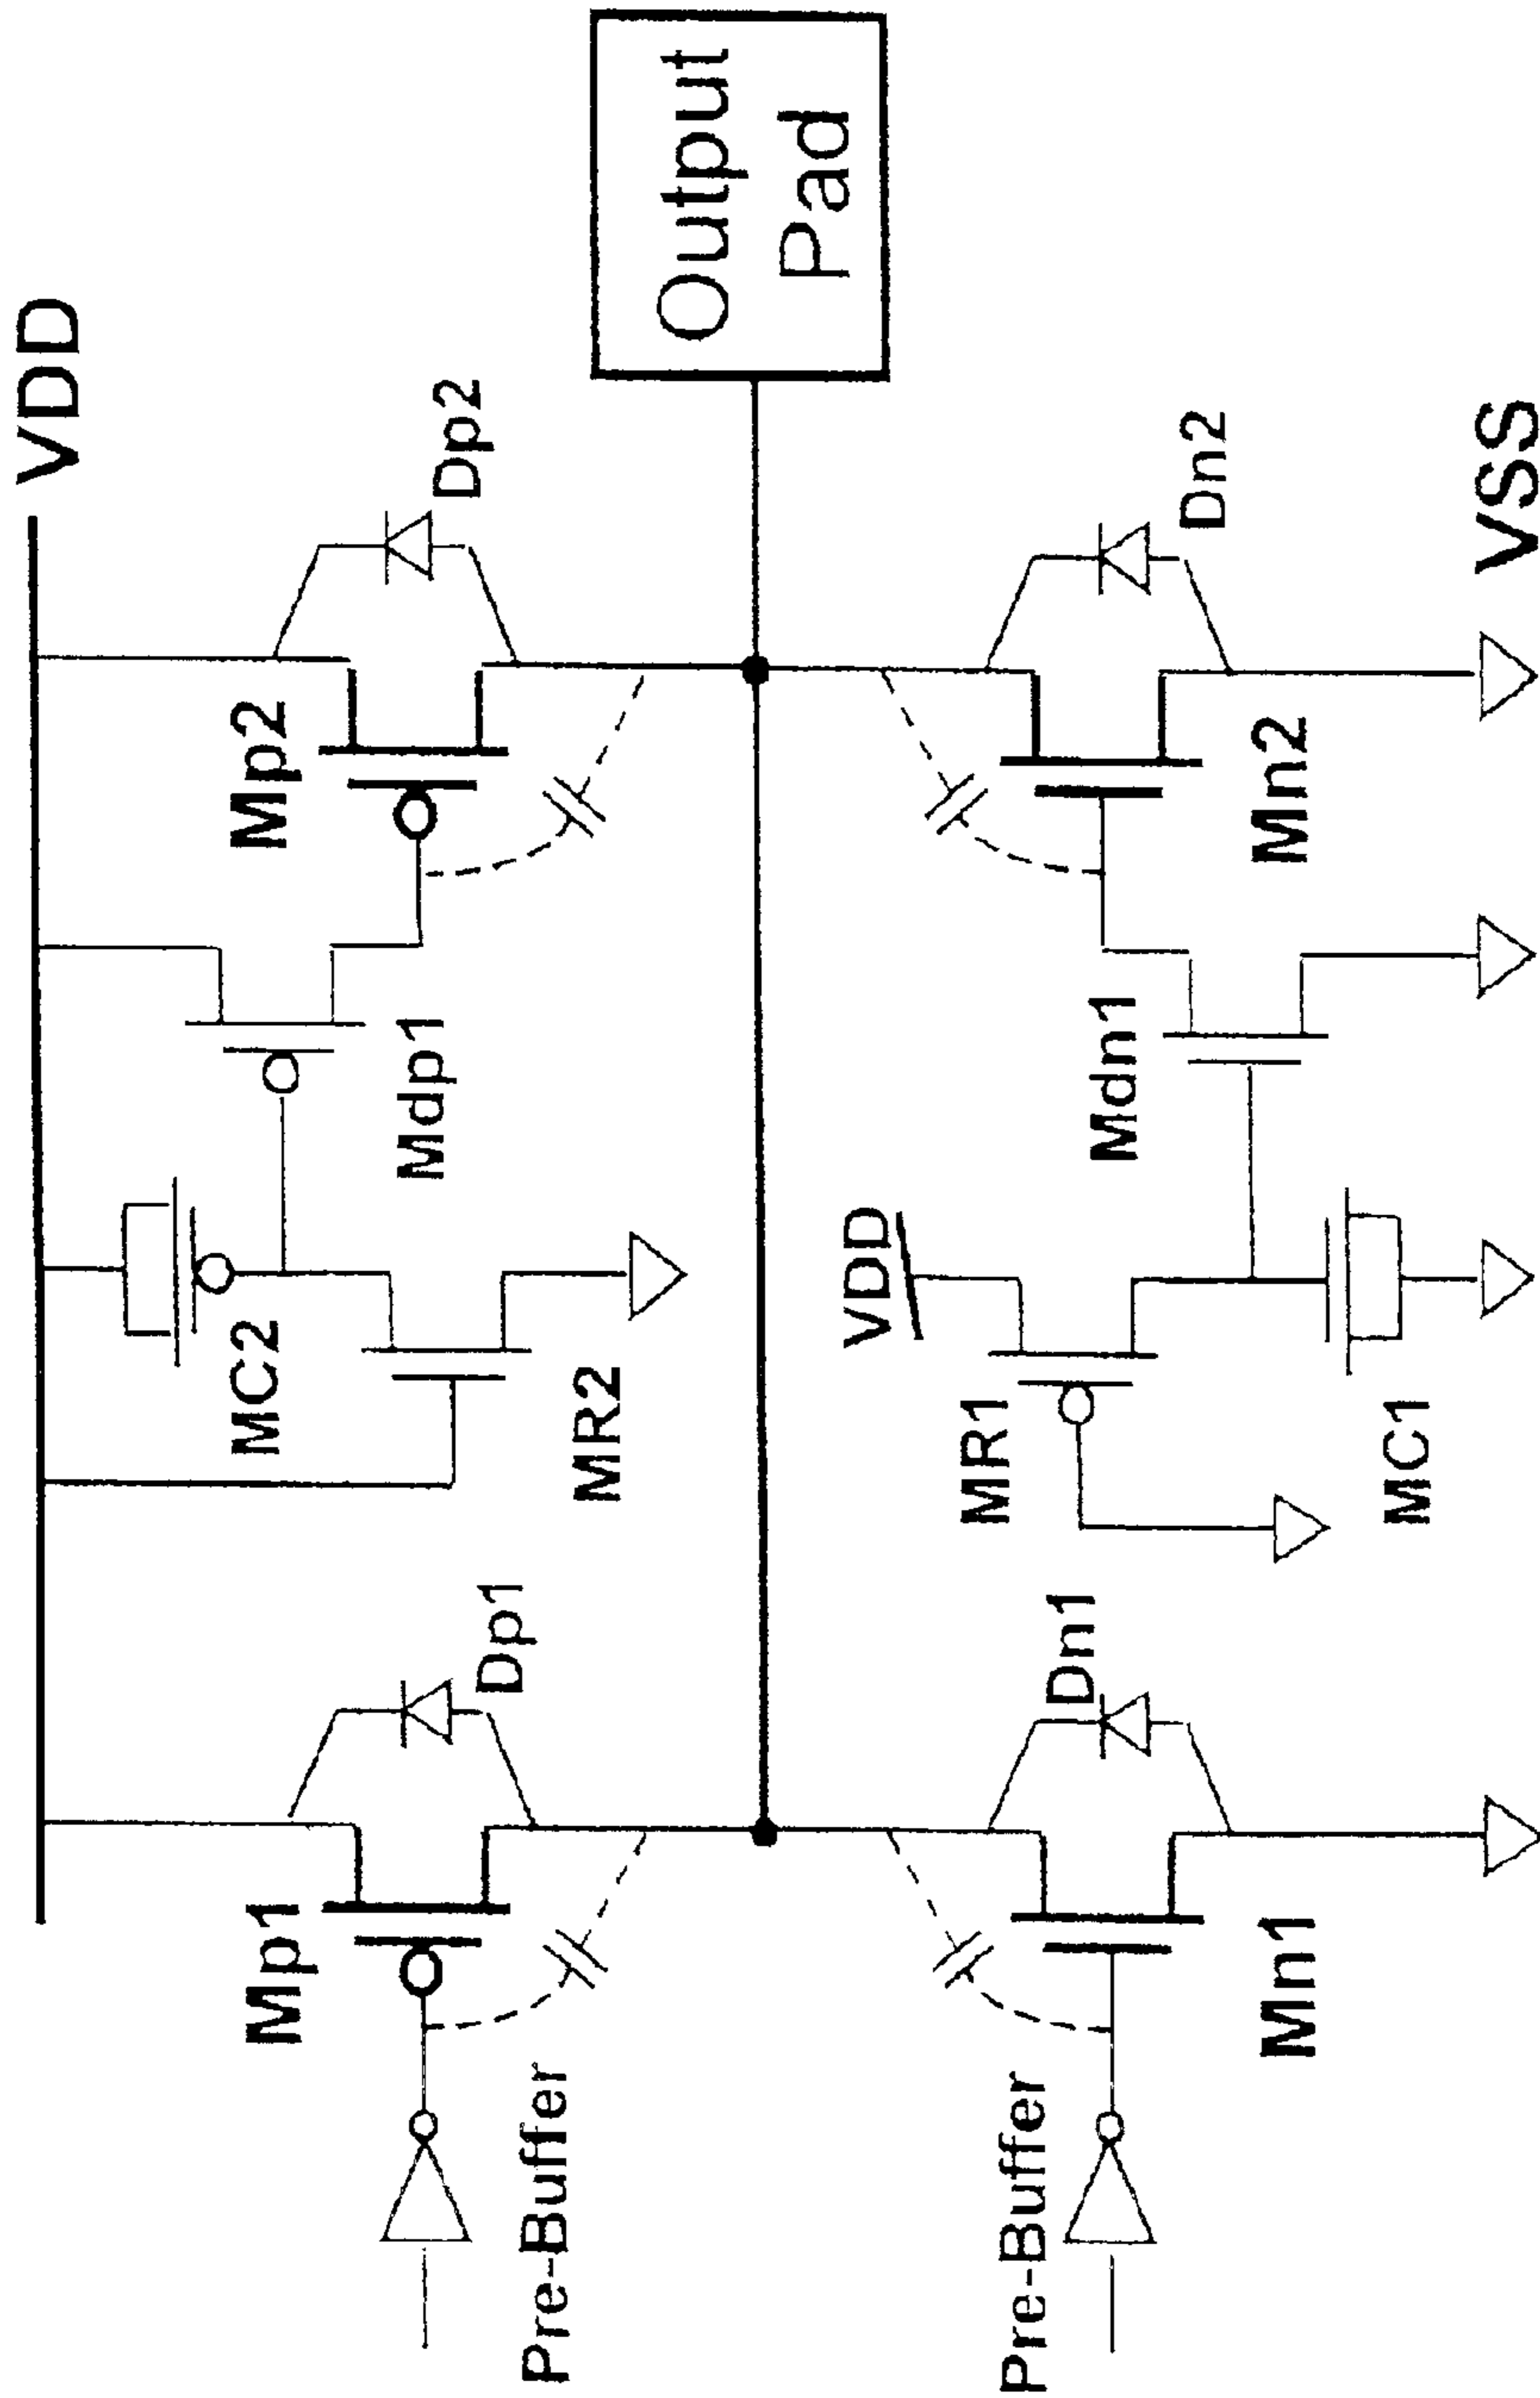 VDD
Mp1
Dp1
MC2
MR2
Mdp1
Mp2
Dp2
Pre-Buffer
Output
Pad
Pre-Buffer
Mn1
Dn1
MR1
VDD
MC1
Mdn1
Mn2
Dn2
VSS